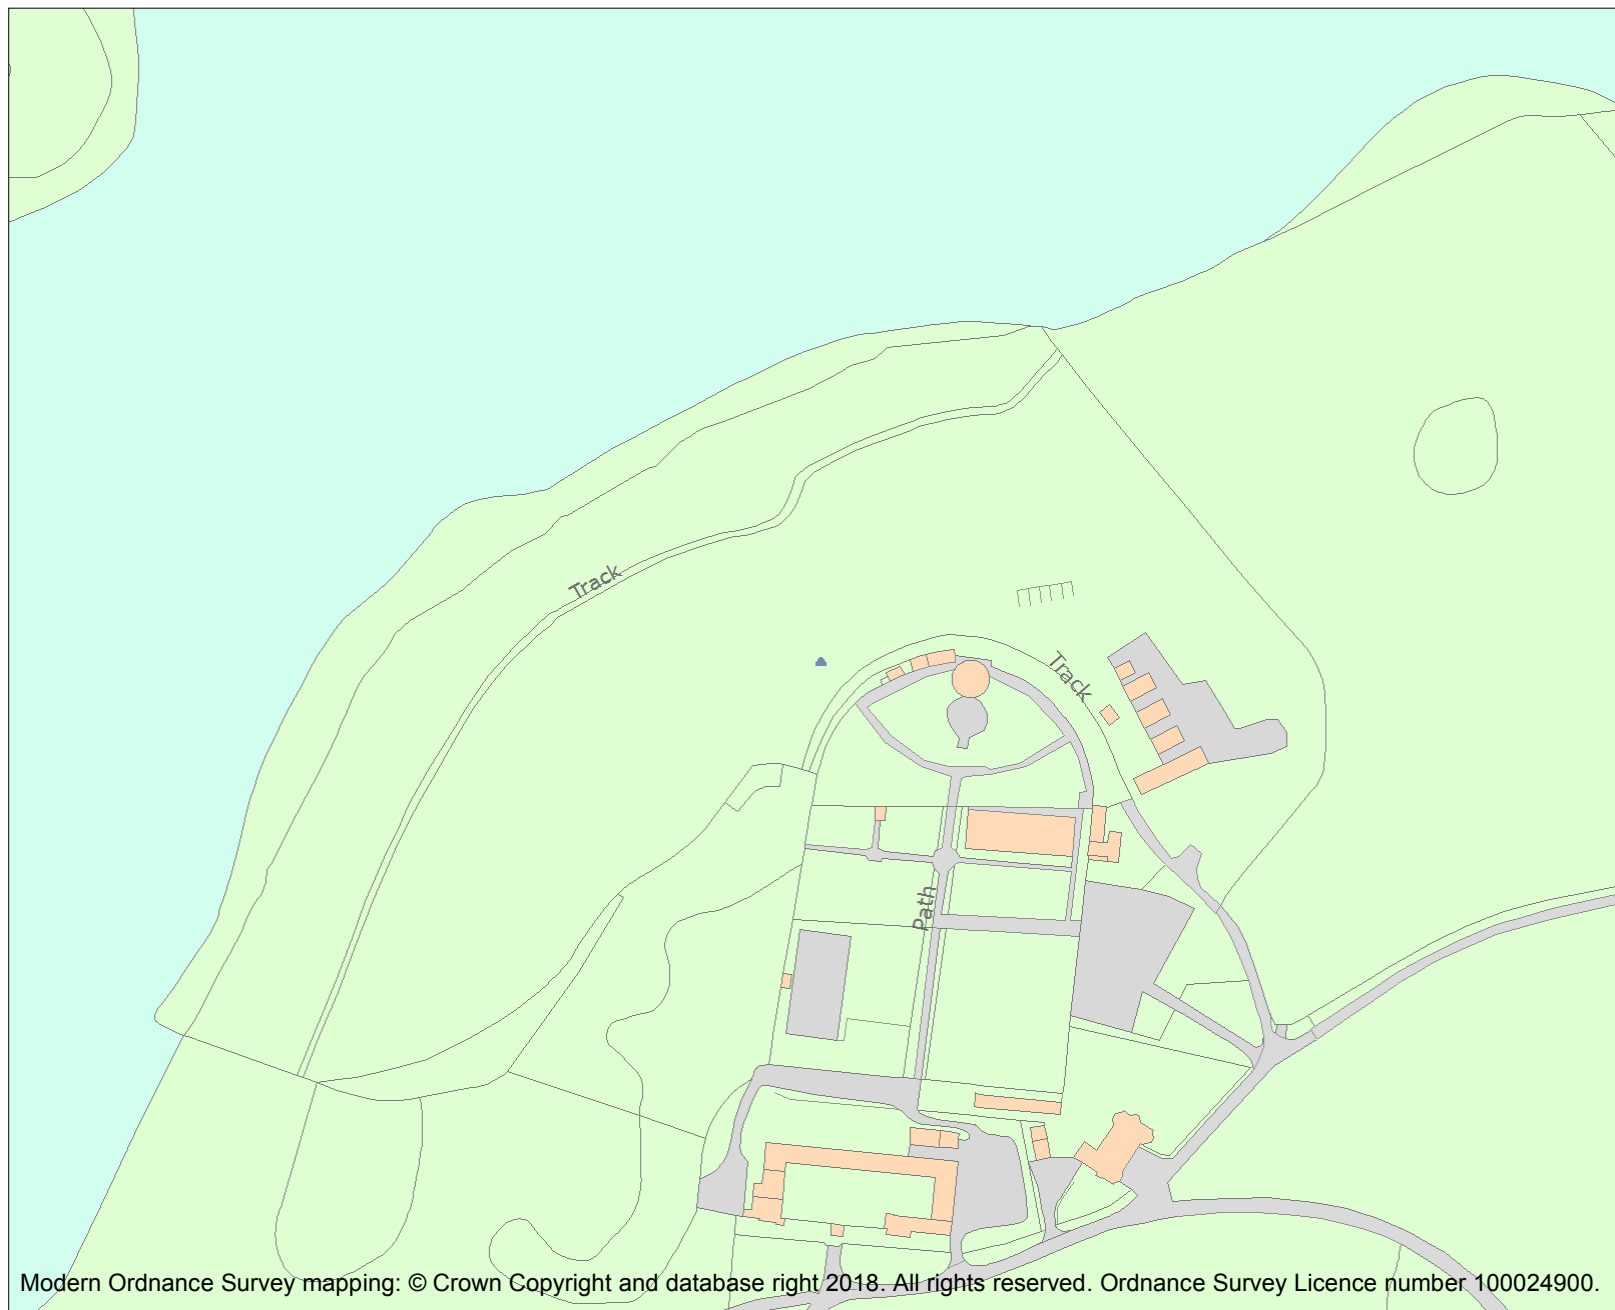 Track
Track
Path
Modern Ordnance Survey mapping: © Crown Copyright and database right 2018. All rights reserved. Ordnance Survey Licence number 100024900.